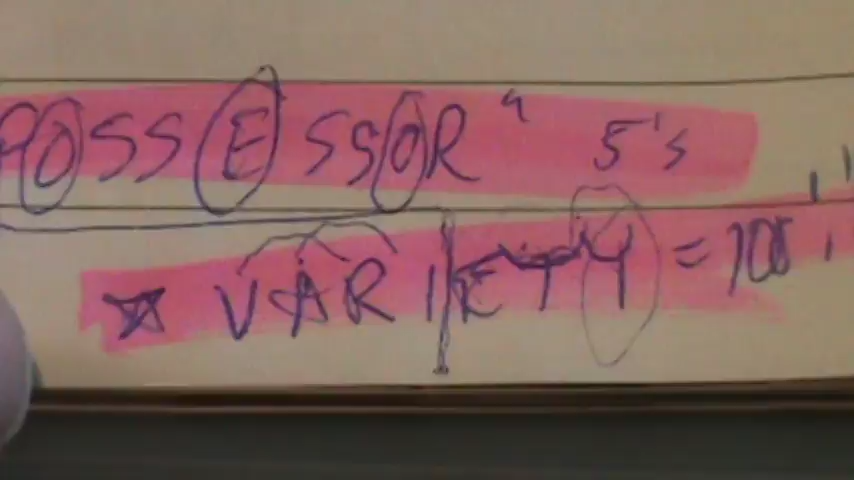 POSSESSOR " 5's
☆ VARIETY = 108 !!